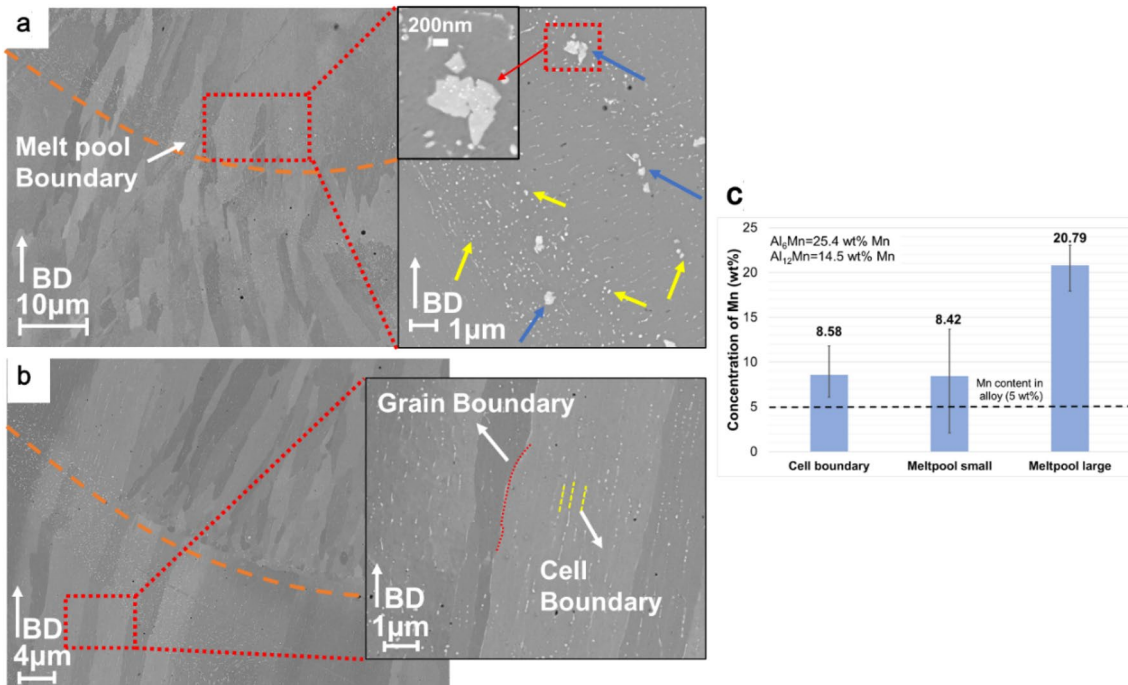 a
Melt pool
Boundary
BD
10μm
200nm
BD
1μm
b
BD
4μm
Grain Boundary
Cell
Boundary
BD
1μm
c
Concentration of Mn (wt%)
25
20
15
10
5
0
Al₆Mn=25.4 wt% Mn
Al₁₂Mn=14.5 wt% Mn
8.58
8.42
20.79
Mn content in
alloy (5 wt%)
Cell boundary
Meltpool small
Meltpool large